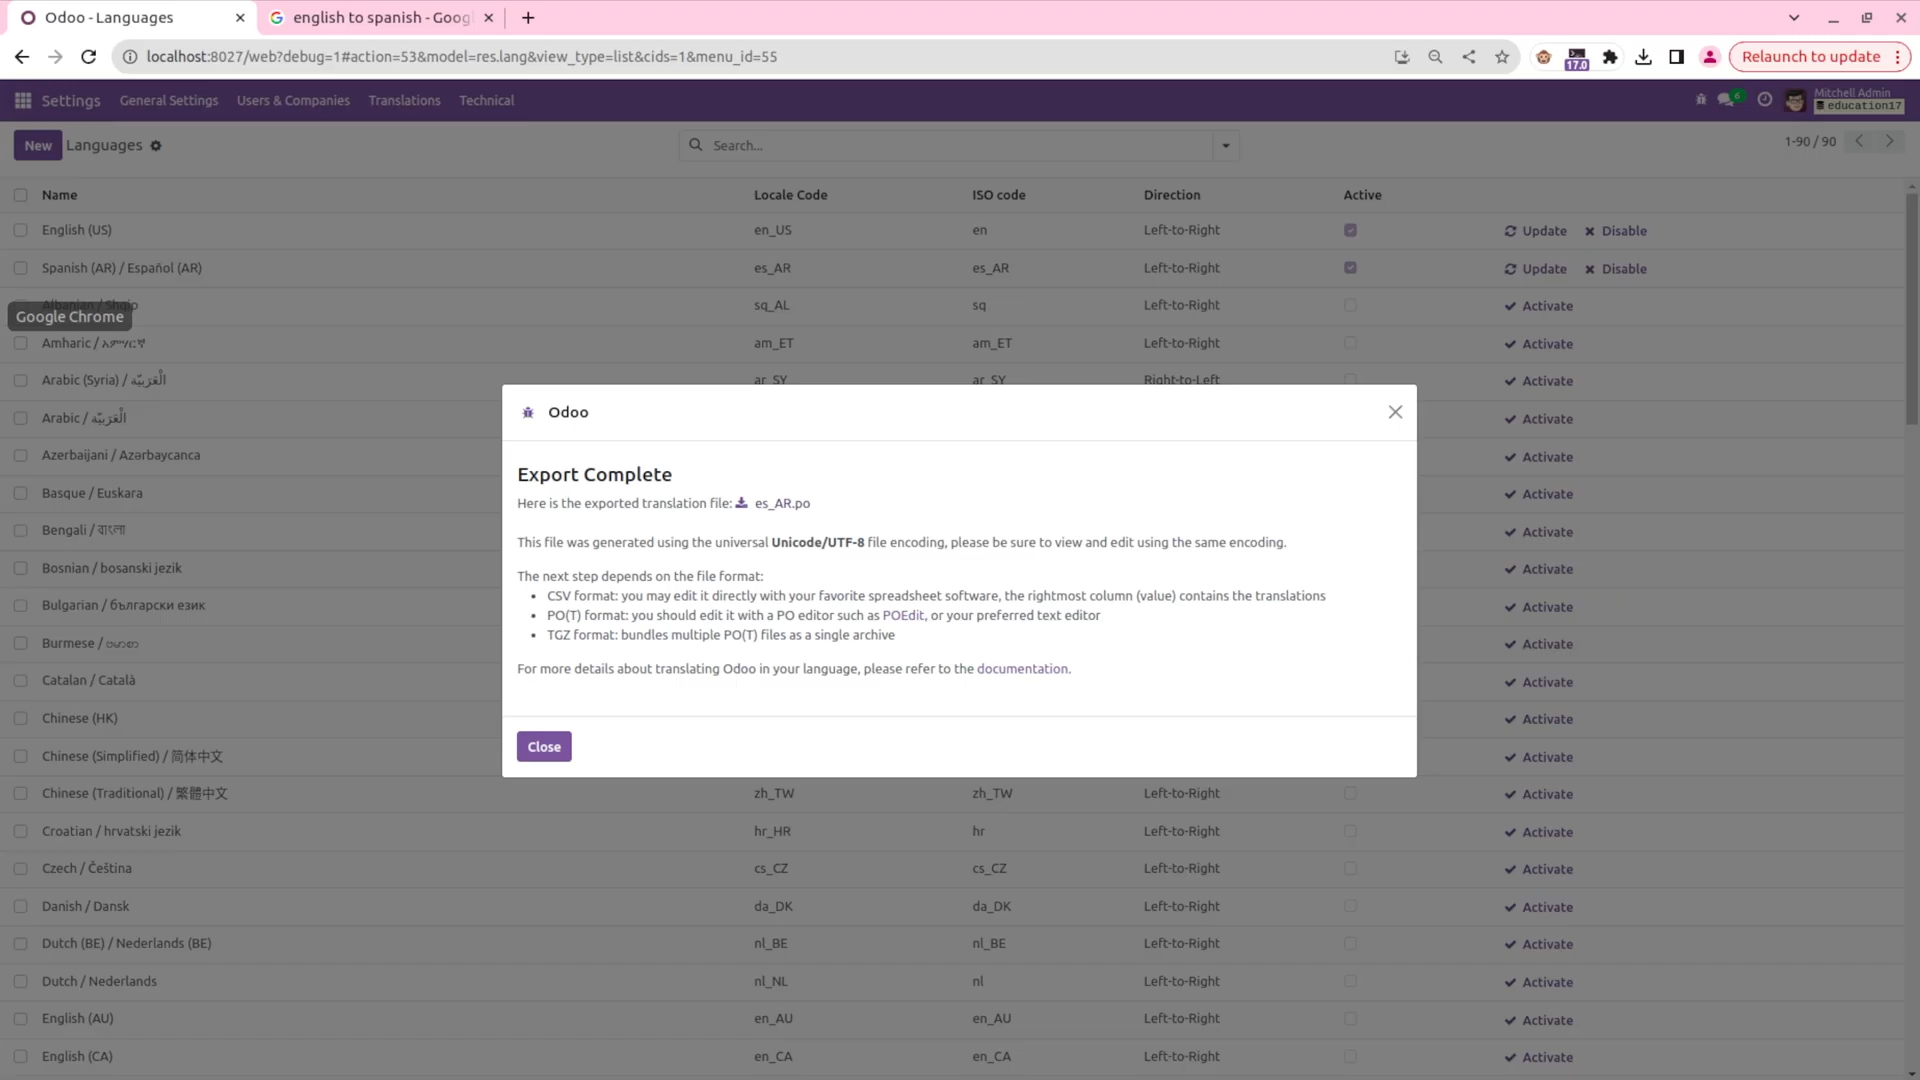 Odoo - Languages
english to spanish - Goog
localhost:8027/web?debug=1#action=53&model=res.lang&view_type=list&cids=1&menu_id=55
17.0
Relaunch to update
Settings General Settings Users & Companies Translations Technical
6
Mitchell Admin
education17
New Languages
Search...
1-90 / 90
Name Locale Code ISO code Direction Active
English (US) en_US en Left-to-Right Update Disable
Spanish (AR) / Español (AR) es_AR es_AR Left-to-Right Update Disable
Albanian / Shqip sq_AL sq Left-to-Right Activate
Google Chrome
Amharic / አምሃርኛ am_ET am_ET Left-to-Right Activate
Arabic (Syria) / الْعَرَبيّة ar_SY ar_SY Right-to-Left Activate
Arabic / الْعَرَبيّة Activate
Azerbaijani / Azərbaycanca Activate
Basque / Euskara Activate
Bengali / বাংলা Activate
Bosnian / bosanski jezik Activate
Bulgarian / български език Activate
Burmese / ဗမာစာ Activate
Catalan / Català Activate
Chinese (HK) Activate
Chinese (Simplified) / 简体中文 Activate
Odoo
Export Complete
Here is the exported translation file: es_AR.po
This file was generated using the universal Unicode/UTF-8 file encoding, please be sure to view and edit using the same encoding.
The next step depends on the file format:
• CSV format: you may edit it directly with your favorite spreadsheet software, the rightmost column (value) contains the translations
• PO(T) format: you should edit it with a PO editor such as POEdit, or your preferred text editor
• TGZ format: bundles multiple PO(T) files as a single archive
For more details about translating Odoo in your language, please refer to the documentation.
Close
Chinese (Traditional) / 繁體中文 zh_TW zh_TW Left-to-Right Activate
Croatian / hrvatski jezik hr_HR hr Left-to-Right Activate
Czech / Čeština cs_CZ cs_CZ Left-to-Right Activate
Danish / Dansk da_DK da_DK Left-to-Right Activate
Dutch (BE) / Nederlands (BE) nl_BE nl_BE Left-to-Right Activate
Dutch / Nederlands nl_NL nl Left-to-Right Activate
English (AU) en_AU en_AU Left-to-Right Activate
English (CA) en_CA en_CA Left-to-Right Activate